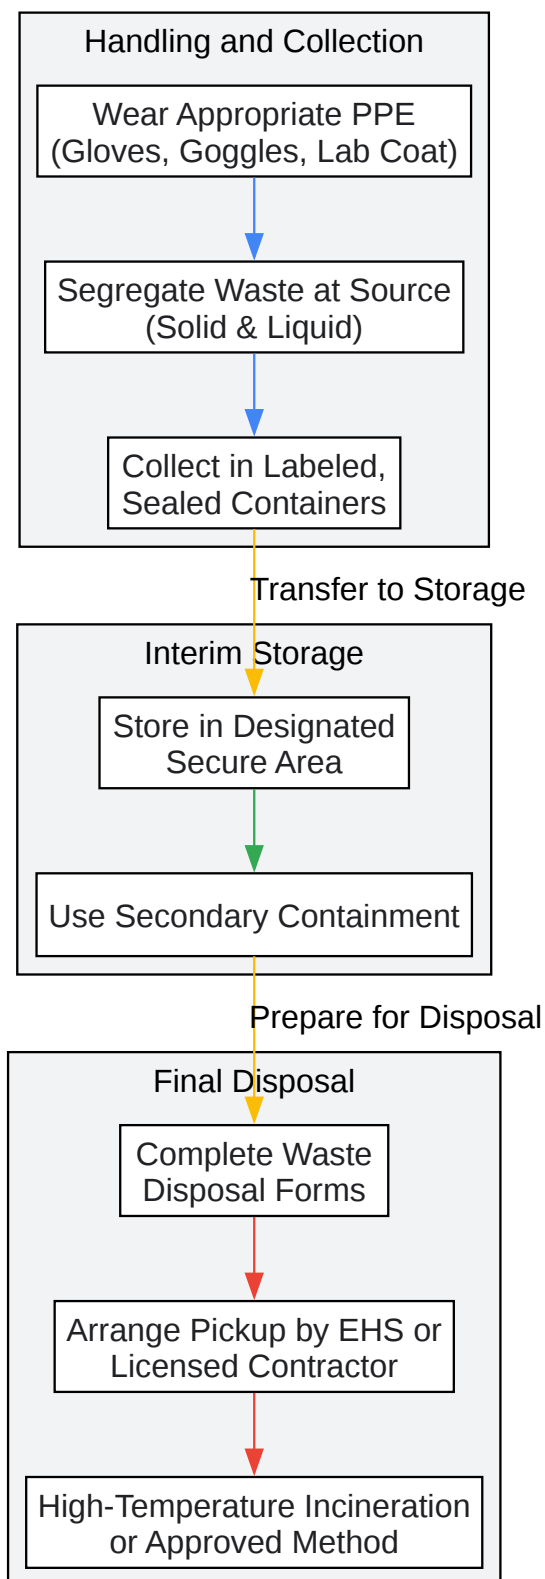 Handling and Collection
Wear Appropriate PPE
(Gloves, Goggles, Lab Coat)
Segregate Waste at Source
(Solid & Liquid)
Collect in Labeled,
Sealed Containers
Transfer to Storage
Interim Storage
Store in Designated
Secure Area
Use Secondary Containment
Prepare for Disposal
Final Disposal
Complete Waste
Disposal Forms
Arrange Pickup by EHS or
Licensed Contractor
High-Temperature Incineration
or Approved Method